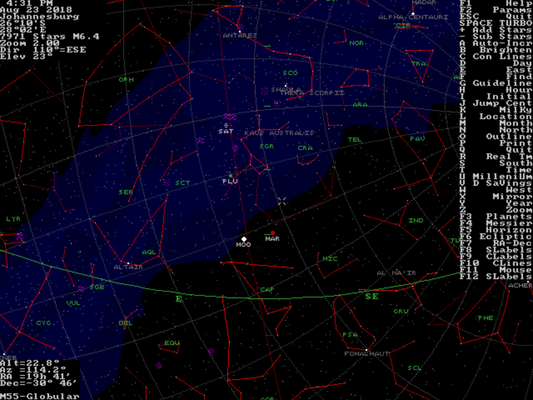 4:31 PM
Aug 23 2018
Johannesburg
26°10'S
28°02'E
7971 Stars M6.4
Zoom 2.00
Dir 110°=ESE
Elev 23°
F1 Help
F2 Params
ESC Quit
SPACE TURBO
+ Add Stars
- Sub Stars
A Auto-Incr
B Brighten
C Con Lines
D Day
E East
F Find
G Guideline
H Hour
I Initial
J Jump Cent
K Milky
L Location
M Month
N North
O Outline
P Print
Q Quit
R Real Tm
S South
T Time
U MilleniUm
V D SaVings
W West
X Mirror
Y Year
Z Zoom
F3 Planets
F4 Messier
F5 Horizon
F6 Ecliptic
F7 RA-Dec
F8 SLabels
F9 CLabels
F10 CLines
F11 Mouse
F12 SLabels
HADAR
ALPHA CENTAURI
CIR
ANTARES
NOR
TRA
SCO
OPH
SHAULA
THETA SCORPII
ARA
SAT
KAUS AUSTRALIS
TEL
PAV
SGR
CRA
PLU
SCT
SER
LYR
IND
MOO
MAR
AQL
MIC
ALTAIR
AL NA'IR
CAP
SGE
E
SE
VUL
ACHER
GRU
CYG
DEL
PHE
PSA
EQU
FOMALHAUT
SCL
AQR
Alt=22.8°
Az =114.2°
RA =19h 41'
Dec=-30° 46'
M55-Globular